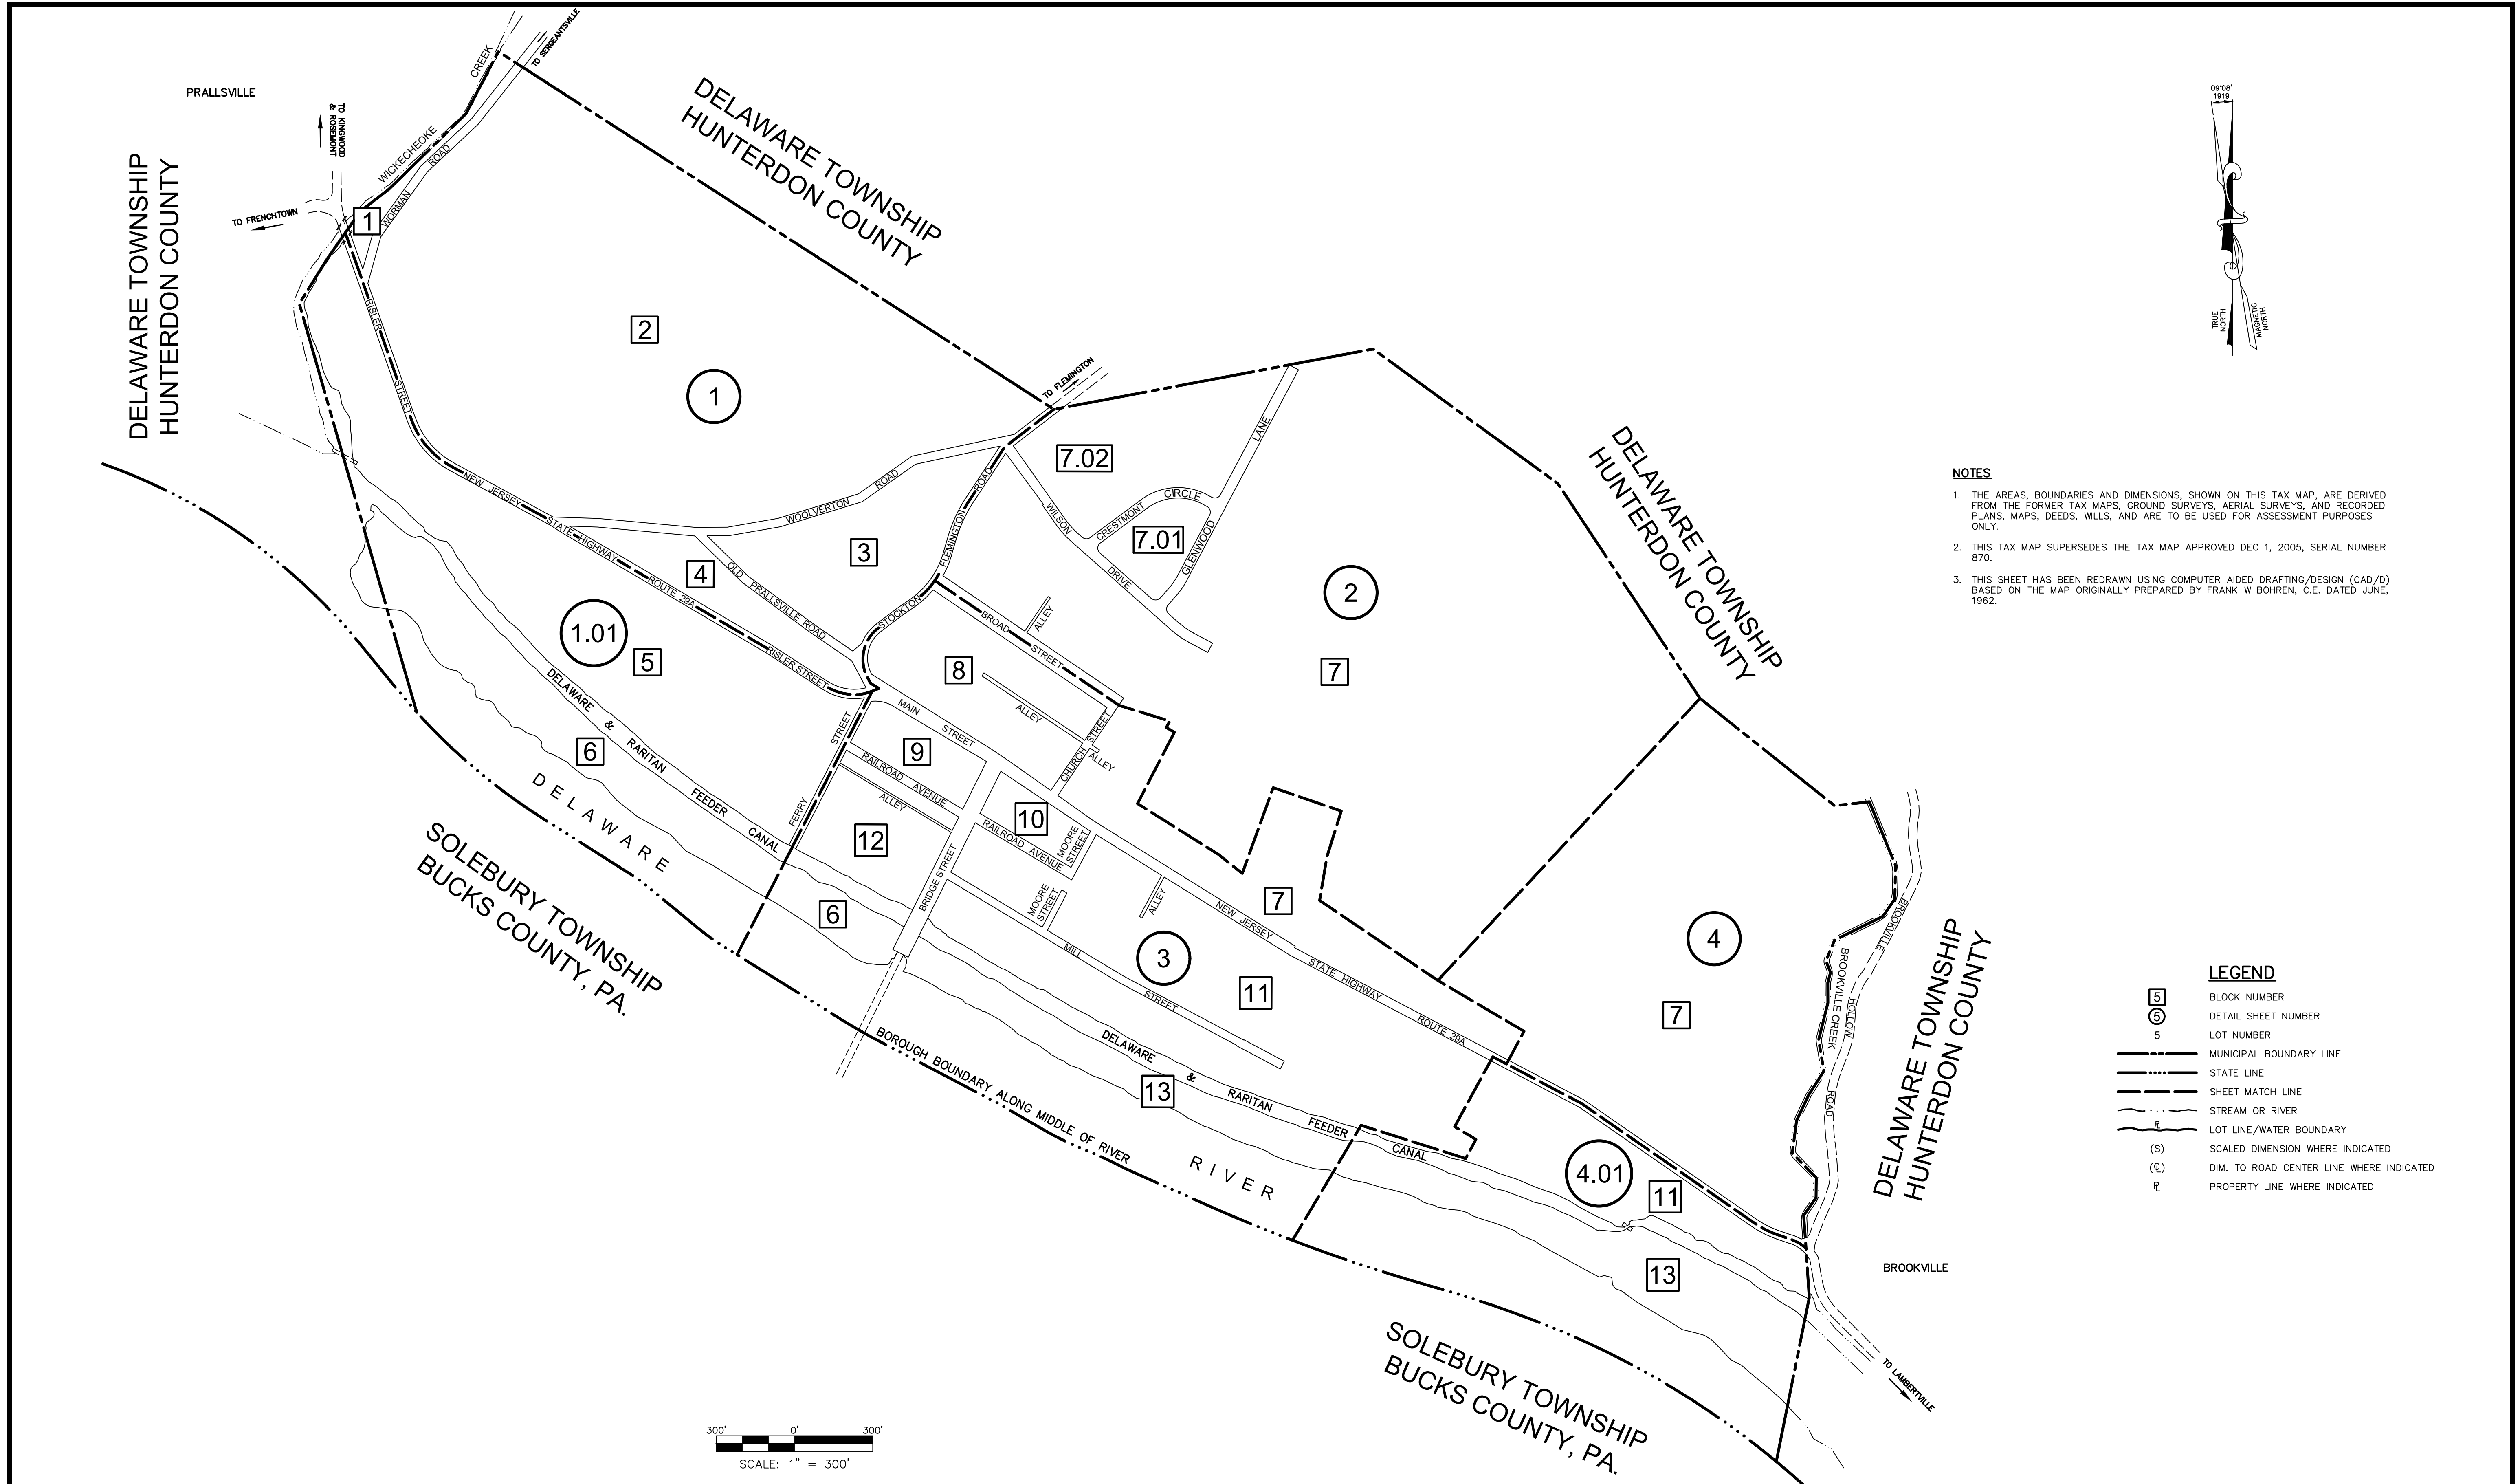 PRALLSVILLE
CREEK
TO SERGEANTSVILLE
TO KINGWOOD
& ROSEMONT
WICKECHEOKE
WORMAN
ROAD
TO FRENCHTOWN
1
DELAWARE TOWNSHIP
HUNTERDON COUNTY
DELAWARE TOWNSHIP
HUNTERDON COUNTY
09°08'
1919
TRUE
NORTH
MAGNETIC
NORTH
RISLER
STREET
2
1
TO FLEMINGTON
7.02
LANE
CIRCLE
CRESTMONT
7.01
GLENWOOD
WILSON
DRIVE
2
7
DELAWARE TOWNSHIP
HUNTERDON COUNTY
NOTES
1. THE AREAS, BOUNDARIES AND DIMENSIONS, SHOWN ON THIS TAX MAP, ARE DERIVED
FROM THE FORMER TAX MAPS, GROUND SURVEYS, AERIAL SURVEYS, AND RECORDED
PLANS, MAPS, DEEDS, WILLS, AND ARE TO BE USED FOR ASSESSMENT PURPOSES
ONLY.
2. THIS TAX MAP SUPERSEDES THE TAX MAP APPROVED DEC 1, 2005, SERIAL NUMBER
870.
3. THIS SHEET HAS BEEN REDRAWN USING COMPUTER AIDED DRAFTING/DESIGN (CAD/D)
BASED ON THE MAP ORIGINALLY PREPARED BY FRANK W BOHREN, C.E. DATED JUNE,
1962.
NEW JERSEY
STATE HIGHWAY
ROUTE 29A
RISLER STREET
WOOLVERTON
ROAD
3
4
OLD PRALLSVILLE ROAD
STOCKTON
FLEMINGTON
ROAD
1.01
5
DELAWARE & RARITAN FEEDER CANAL
6
DELAWARE
SOLEBURY TOWNSHIP
BUCKS COUNTY, PA.
BROAD
STREET
ALLEY
8
ALLEY
CHURCH
STREET
ALLEY
MAIN
STREET
FERRY
STREET
9
RAILROAD
AVENUE
ALLEY
12
10
RAILROAD AVENUE
MOORE
STREET
BRIDGE STREET
6
MOORE
STREET
ALLEY
MILL
STREET
3
7
NEW JERSEY
STATE HIGHWAY
ROUTE 29A
11
DELAWARE & RARITAN FEEDER CANAL
13
BOROUGH BOUNDARY ALONG MIDDLE OF RIVER
RIVER
4
7
BROOKVILLE
HOLLOW
ROAD
BROOKVILLE CREEK
DELAWARE TOWNSHIP
HUNTERDON COUNTY
4.01
11
13
BROOKVILLE
TO LAMBERTVILLE
SOLEBURY TOWNSHIP
BUCKS COUNTY, PA.
LEGEND
5 BLOCK NUMBER
5 DETAIL SHEET NUMBER
5 LOT NUMBER
MUNICIPAL BOUNDARY LINE
STATE LINE
SHEET MATCH LINE
STREAM OR RIVER
℄ LOT LINE/WATER BOUNDARY
(S) SCALED DIMENSION WHERE INDICATED
(℄) DIM. TO ROAD CENTER LINE WHERE INDICATED
PROPERTY LINE WHERE INDICATED
300' 0' 300'
SCALE: 1" = 300'